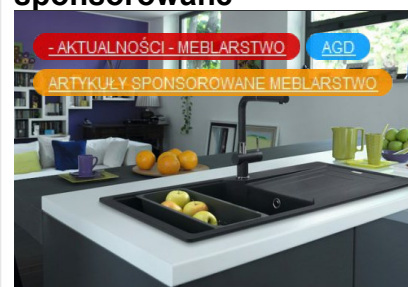 sponsorowane
- AKTUALNOŚCI - MEBLARSTWO
AGD
ARTYKUŁY SPONSOROWANE MEBLARSTWO